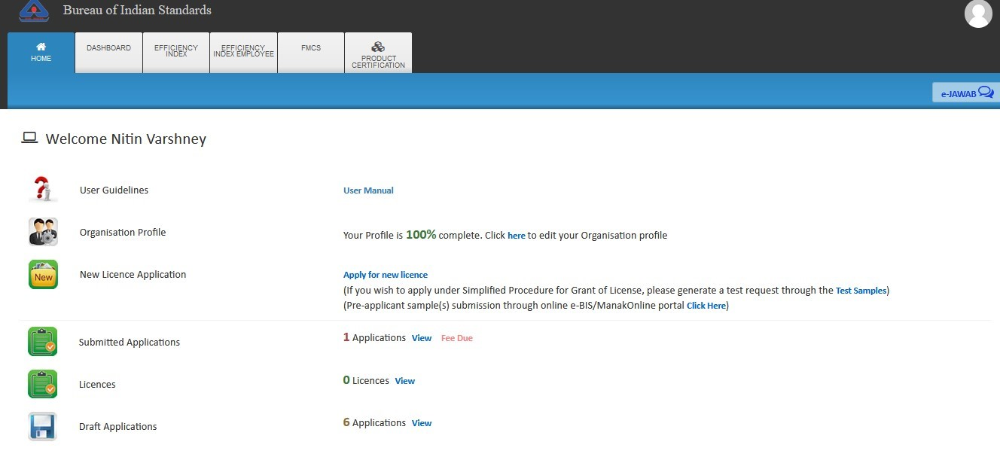 Bureau of Indian Standards
HOME
DASHBOARD
EFFICIENCY
INDEX
EFFICIENCY
INDEX EMPLOYEE
FMCS
PRODUCT
CERTIFICATION
e-JAWAB
Welcome Nitin Varshney
User Guidelines
User Manual
Organisation Profile
Your Profile is 100% complete. Click here to edit your Organisation profile
New
New Licence Application
Apply for new licence
(If you wish to apply under Simplified Procedure for Grant of License, please generate a test request through the Test Samples)
(Pre-applicant sample(s) submission through online e-BIS/ManakOnline portal Click Here)
Submitted Applications
1 Applications View Fee Due
Licences
0 Licences View
Draft Applications
6 Applications View